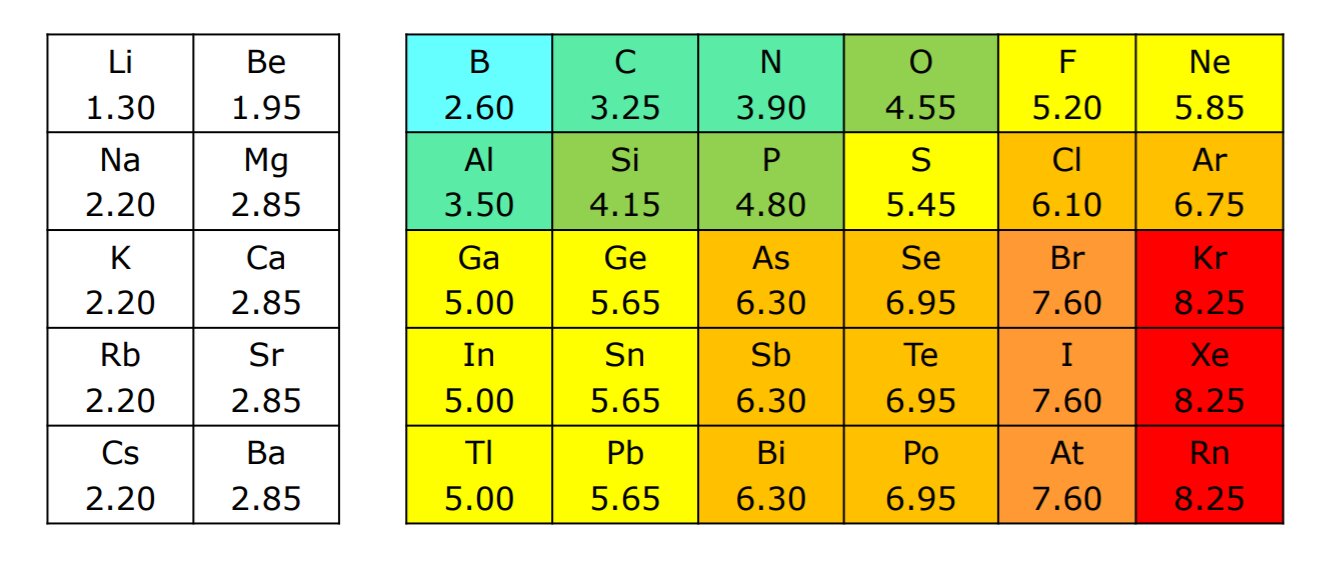 Li Be B C N O F Ne
1.30 1.95 2.60 3.25 3.90 4.55 5.20 5.85
Na Mg Al Si P S Cl Ar
2.20 2.85 3.50 4.15 4.80 5.45 6.10 6.75
K Ca Ga Ge As Se Br Kr
2.20 2.85 5.00 5.65 6.30 6.95 7.60 8.25
Rb Sr In Sn Sb Te I Xe
2.20 2.85 5.00 5.65 6.30 6.95 7.60 8.25
Cs Ba Tl Pb Bi Po At Rn
2.20 2.85 5.00 5.65 6.30 6.95 7.60 8.25